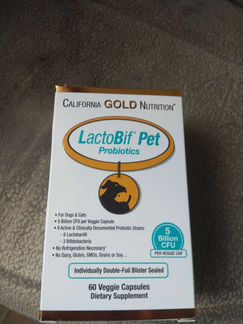 CALIFORNIA GOLD NUTRITION®
LactoBif® Pet
Probiotics
• For Dogs & Cats
• 5 Billion CFU per Veggie Capsule
• 9 Active & Clinically Documented Probiotic Strains
- 6 Lactobacilli
- 3 Bifidobacteria
• No Refrigeration Necessary*
• No Dairy, Gluten, GMOs, Grains or Soy...
5
Billion
CFU
PER VEGGIE CAP
Individually Double-Foil Blister Sealed
60 Veggie Capsules
Dietary Supplement